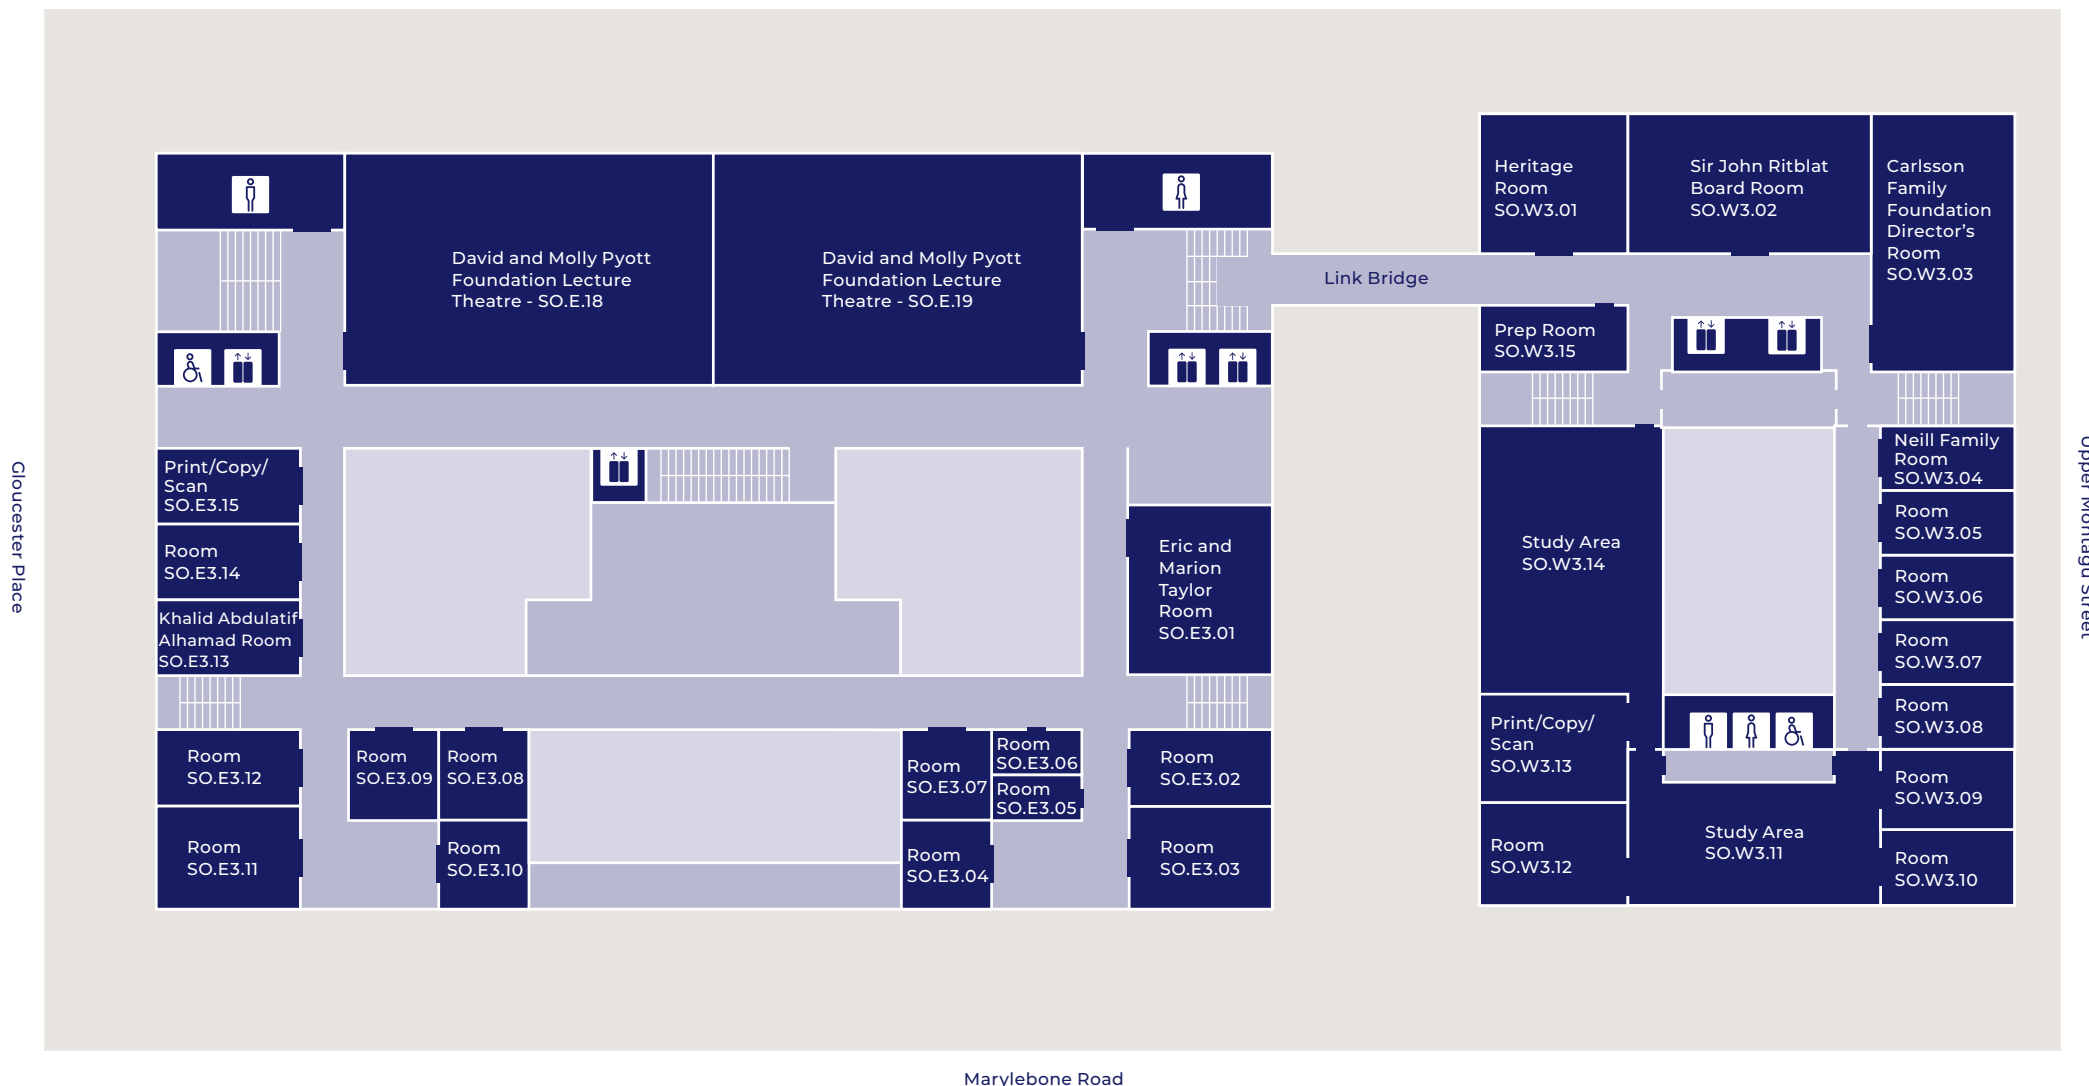 Heritage
Room
SO.W3.01
Sir John Ritblat
Board Room
SO.W3.02
Carlsson
Family
Foundation
Director's
Room
SO.W3.03
David and Molly Pyott
Foundation Lecture
Theatre - SO.E.18
David and Molly Pyott
Foundation Lecture
Theatre - SO.E.19
Link Bridge
Prep Room
SO.W3.15
Print/Copy/
Scan
SO.E3.15
Room
SO.E3.14
Khalid Abdulatif
Alhamad Room
SO.E3.13
Eric and
Marion
Taylor
Room
SO.E3.01
Study Area
SO.W3.14
Neill Family
Room
SO.W3.04
Room
SO.W3.05
Room
SO.W3.06
Room
SO.W3.07
Room
SO.W3.08
Gloucester Place
Upper Montagu Street
Room
SO.E3.12
Room
SO.E3.09
Room
SO.E3.08
Room
SO.E3.07
Room
SO.E3.06
Room
SO.E3.05
Room
SO.E3.02
Room
SO.E3.11
Room
SO.E3.10
Room
SO.E3.04
Room
SO.E3.03
Print/Copy/
Scan
SO.W3.13
Room
SO.W3.12
Study Area
SO.W3.11
Room
SO.W3.09
Room
SO.W3.10
Marylebone Road